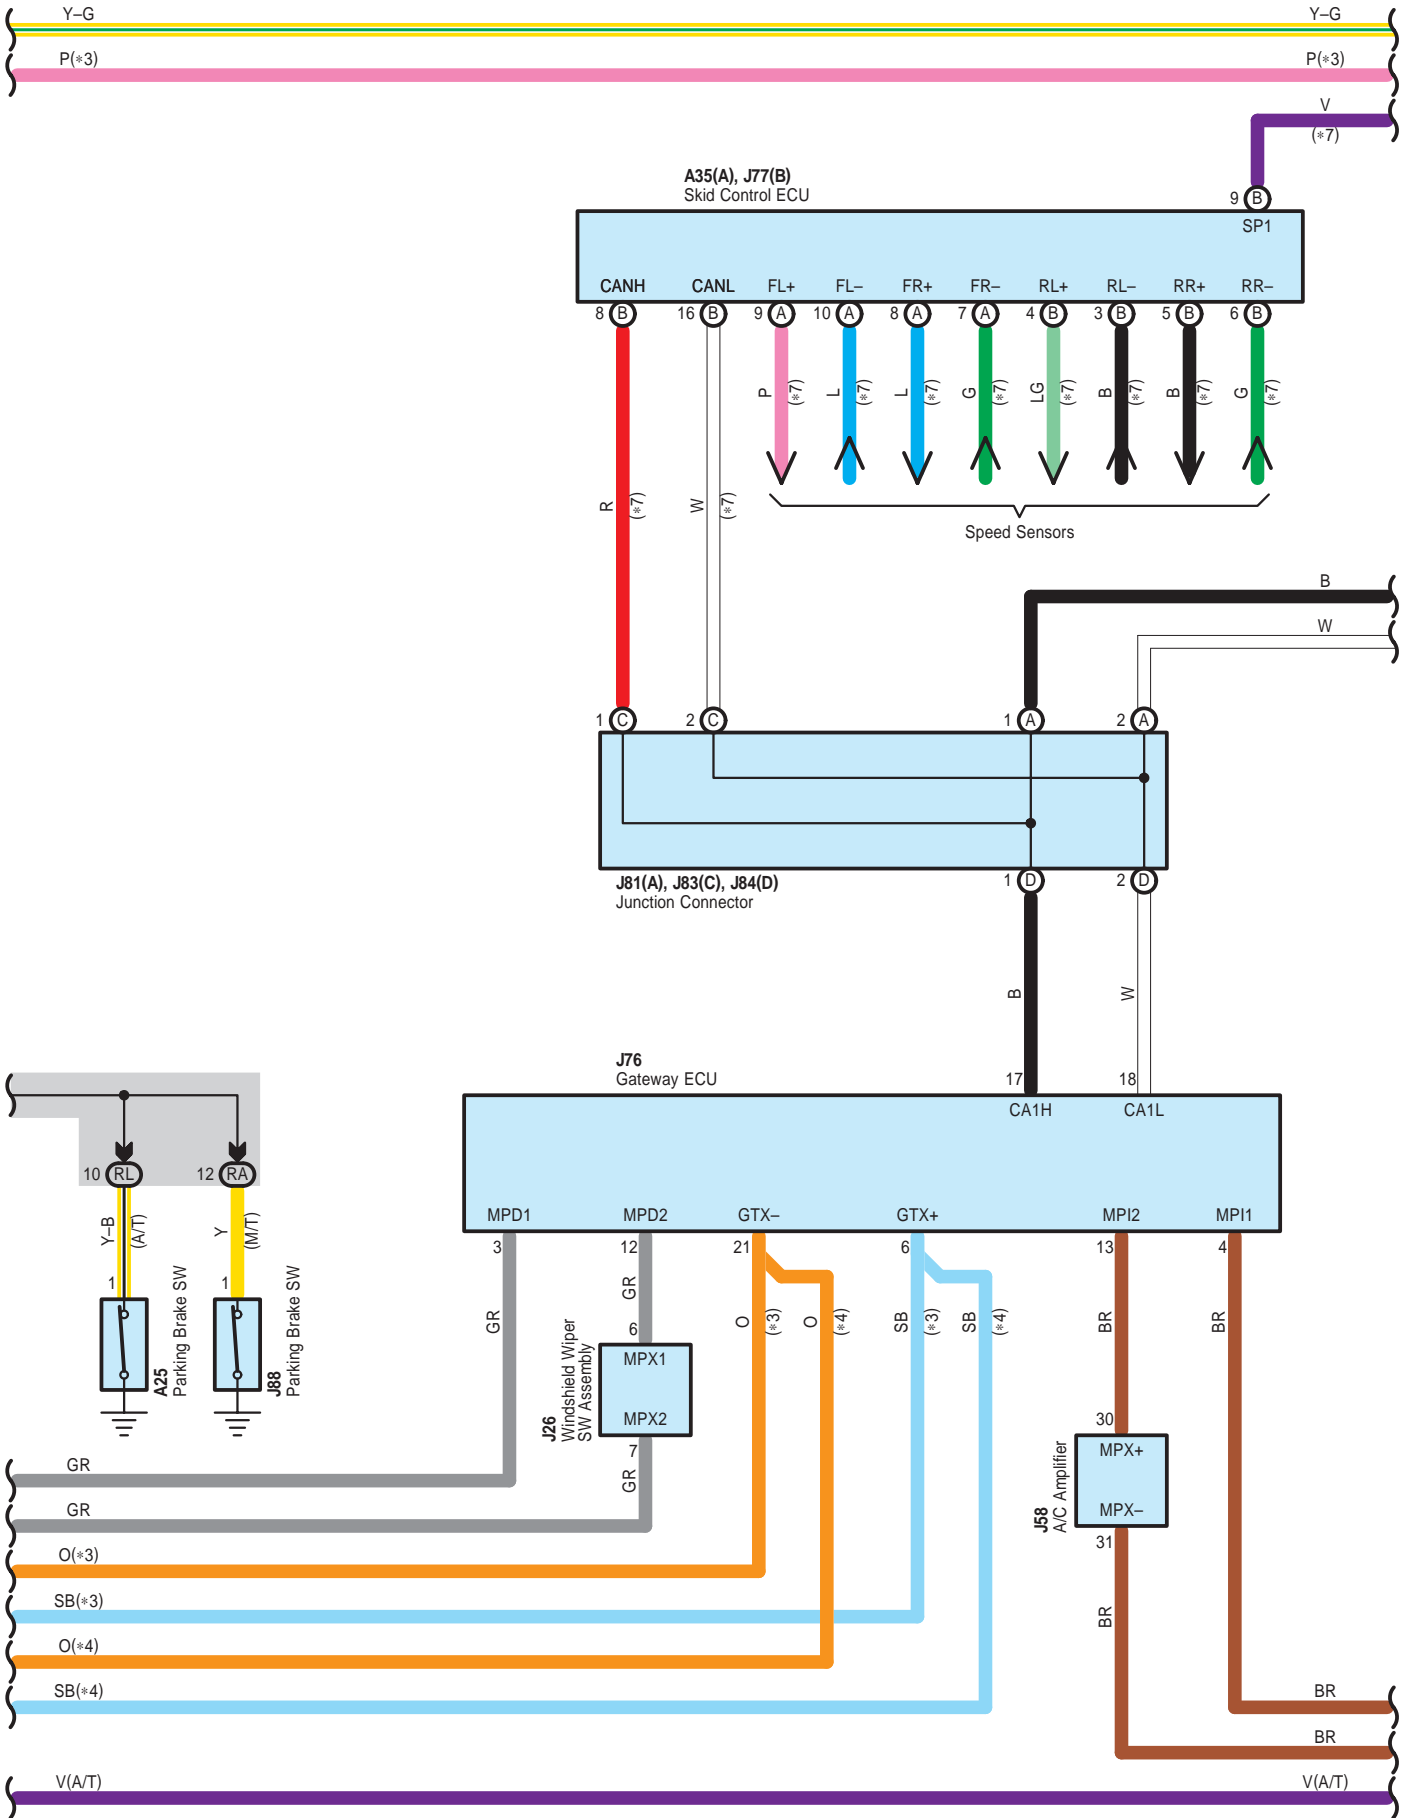 Y–G Y–G
P(*3) P(*3)
V
(*7)
A35(A), J77(B)
Skid Control ECU
9 B
SP1
CANH CANL FL+ FL– FR+ FR– RL+ RL– RR+ RR–
8 B 16 B 9 A 10 A 8 A 7 A 4 B 3 B 5 B 6 B
P (*7) L (*7) L (*7) G (*7) LG (*7) B (*7) B (*7) G (*7)
R (*7) W (*7)
Speed Sensors
B
W
1 C 2 C 1 A 2 A
J81(A), J83(C), J84(D)
Junction Connector
1 D 2 D
B W
J76
Gateway ECU
17 18
CA1H CA1L
10 RL 12 RA
MPD1 MPD2 GTX– GTX+ MPI2 MPI1
3 12 21 6 13 4
Y–B (A/T) Y (M/T)
1 1
A25
Parking Brake SW
J88
Parking Brake SW
GR GR O (*3) O (*4) SB (*3) SB (*4) BR BR
6
MPX1
MPX2
7
J26
Windshield Wiper
SW Assembly
GR
30
MPX+
MPX–
31
J58
A/C Amplifier
BR
GR
GR
O(*3)
SB(*3)
O(*4)
SB(*4)
BR
BR
V(A/T) V(A/T)